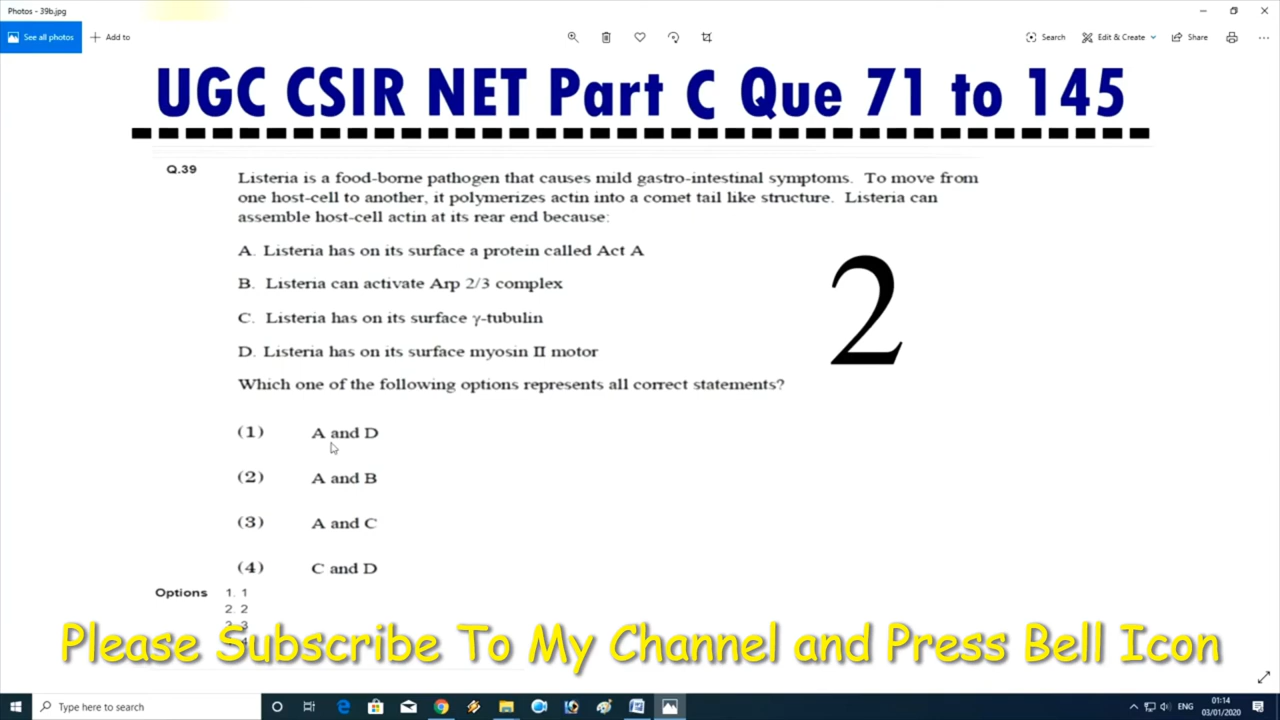 Photos - 39b.jpg
See all photos
Add to
Search
Edit & Create
Share
UGC CSIR NET Part C Que 71 to 145
Q.39
Listeria is a food-borne pathogen that causes mild gastro-intestinal symptoms. To move from
one host-cell to another, it polymerizes actin into a comet tail like structure. Listeria can
assemble host-cell actin at its rear end because:
A. Listeria has on its surface a protein called Act A
B. Listeria can activate Arp 2/3 complex
C. Listeria has on its surface γ-tubulin
D. Listeria has on its surface myosin II motor
2
Which one of the following options represents all correct statements?
(1) A and D
(2) A and B
(3) A and C
(4) C and D
Options 1. 1
2. 2
3
4
Please Subscribe To My Channel and Press Bell Icon
Type here to search
ENG
01:14
03/01/2020